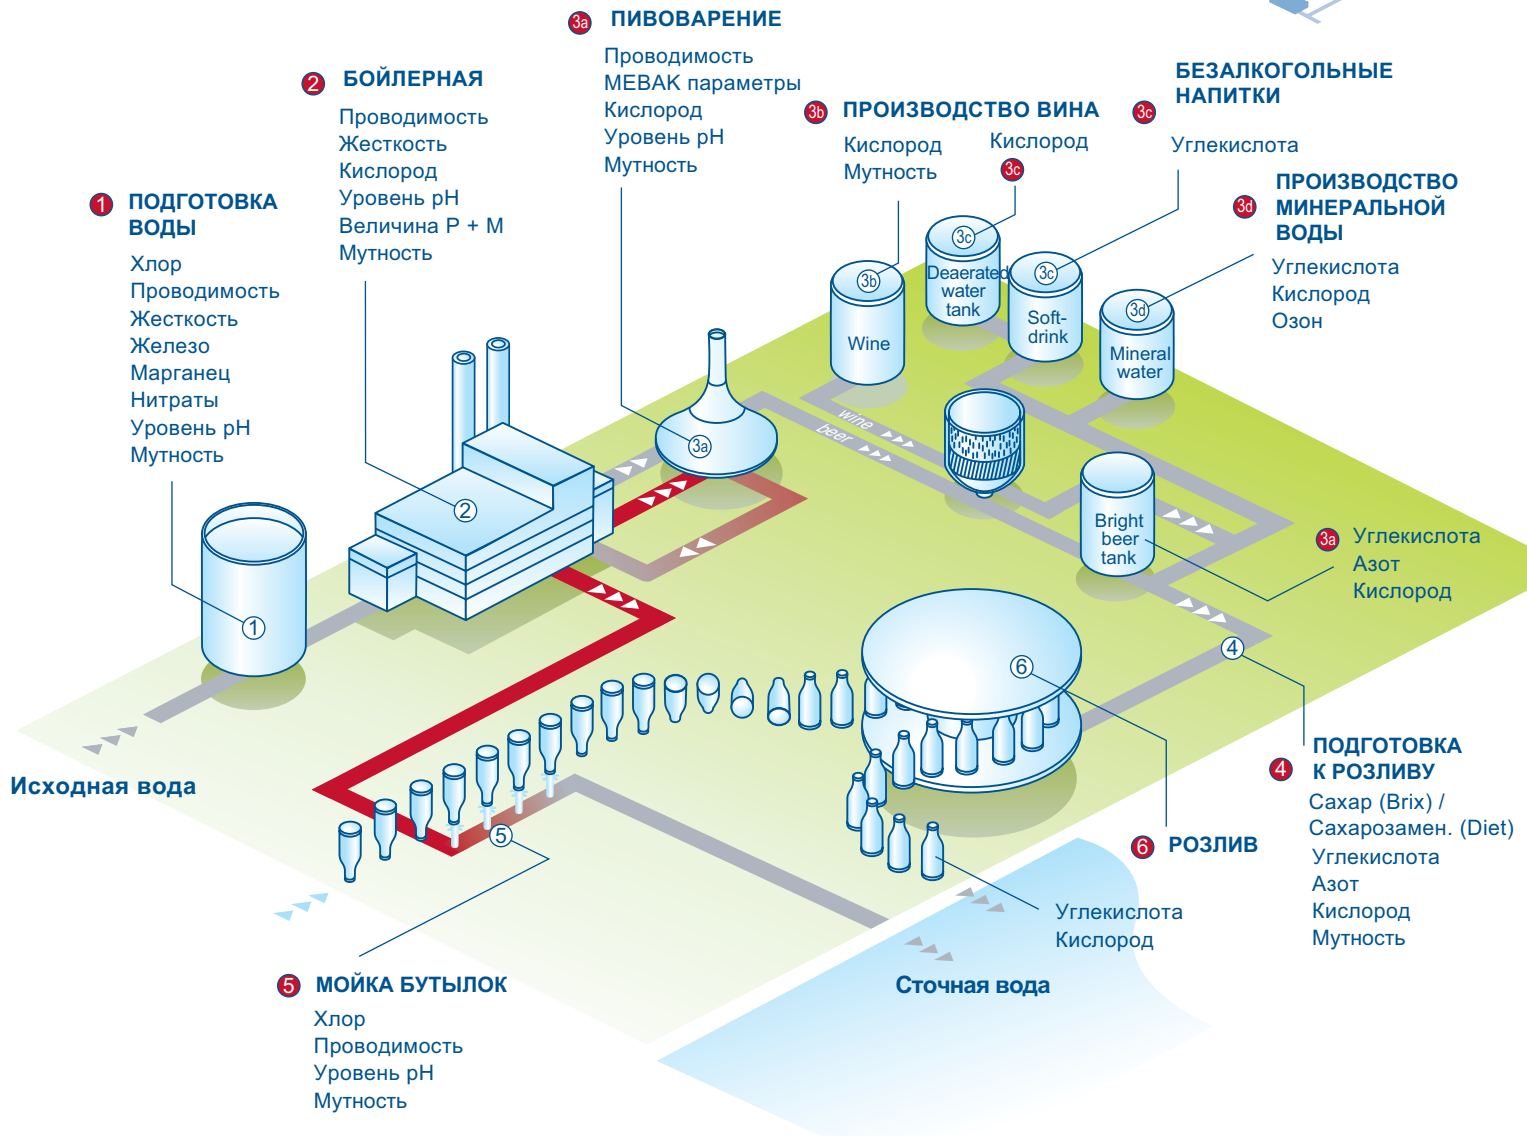 3a ПИВОВАРЕНИЕ
Проводимость
МЕВАК параметры
Кислород
Уровень pH
Мутность
2 БОЙЛЕРНАЯ
Проводимость
Жесткость
Кислород
Уровень pH
Величина P + M
Мутность
1 ПОДГОТОВКА
ВОДЫ
Хлор
Проводимость
Жесткость
Железо
Марганец
Нитраты
Уровень pH
Мутность
3b ПРОИЗВОДСТВО ВИНА
Кислород
Мутность
Кислород
3c
БЕЗАЛКОГОЛЬНЫЕ
НАПИТКИ
3c
Углекислота
3d ПРОИЗВОДСТВО
МИНЕРАЛЬНОЙ
ВОДЫ
Углекислота
Кислород
Озон
3b
Wine
3c
Deaerated
water
tank
3c
Soft-
drink
3d
Mineral
water
wine
beer
3a
2
1
Bright
beer
tank
3a Углекислота
Азот
Кислород
4
6
5
Исходная вода
4 ПОДГОТОВКА
К РОЗЛИВУ
Сахар (Brix) /
Сахарозамен. (Diet)
Углекислота
Азот
Кислород
Мутность
6 РОЗЛИВ
Углекислота
Кислород
Сточная вода
5 МОЙКА БУТЫЛОК
Хлор
Проводимость
Уровень pH
Мутность